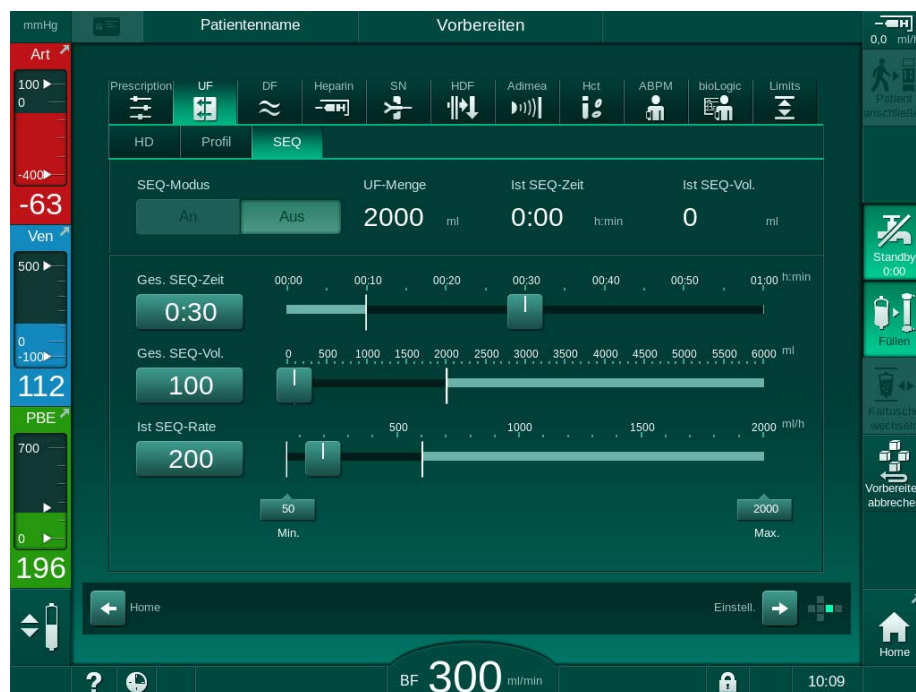 mmHg
Patientenname
Vorbereiten
0,0 ml/h
Art
100
0
-400
-63
Ven
500
0
-100
112
PBE
700
0
196
Prescription UF DF Heparin SN HDF Adimea Hct ABPM bioLogic Limits
HD Profil SEQ
SEQ-Modus UF-Menge Ist SEQ-Zeit Ist SEQ-Vol.
An Aus 2000 ml 0:00 h:min 0 ml
Ges. SEQ-Zeit 00:00 00:10 00:20 00:30 00:40 00:50 01:00 h:min
0:30
Ges. SEQ-Vol. 0 500 1000 1500 2000 2500 3000 3500 4000 4500 5000 5500 6000 ml
100
Ist SEQ-Rate 500 1000 1500 2000 ml/h
200
50 2000
Min. Max.
Home Einstell.
Patient
anschließen
Standby
0:00
Füllen
Kartusche
wechseln
Vorbereiten
abbrechen
Home
? BF 300 ml/min 10:09